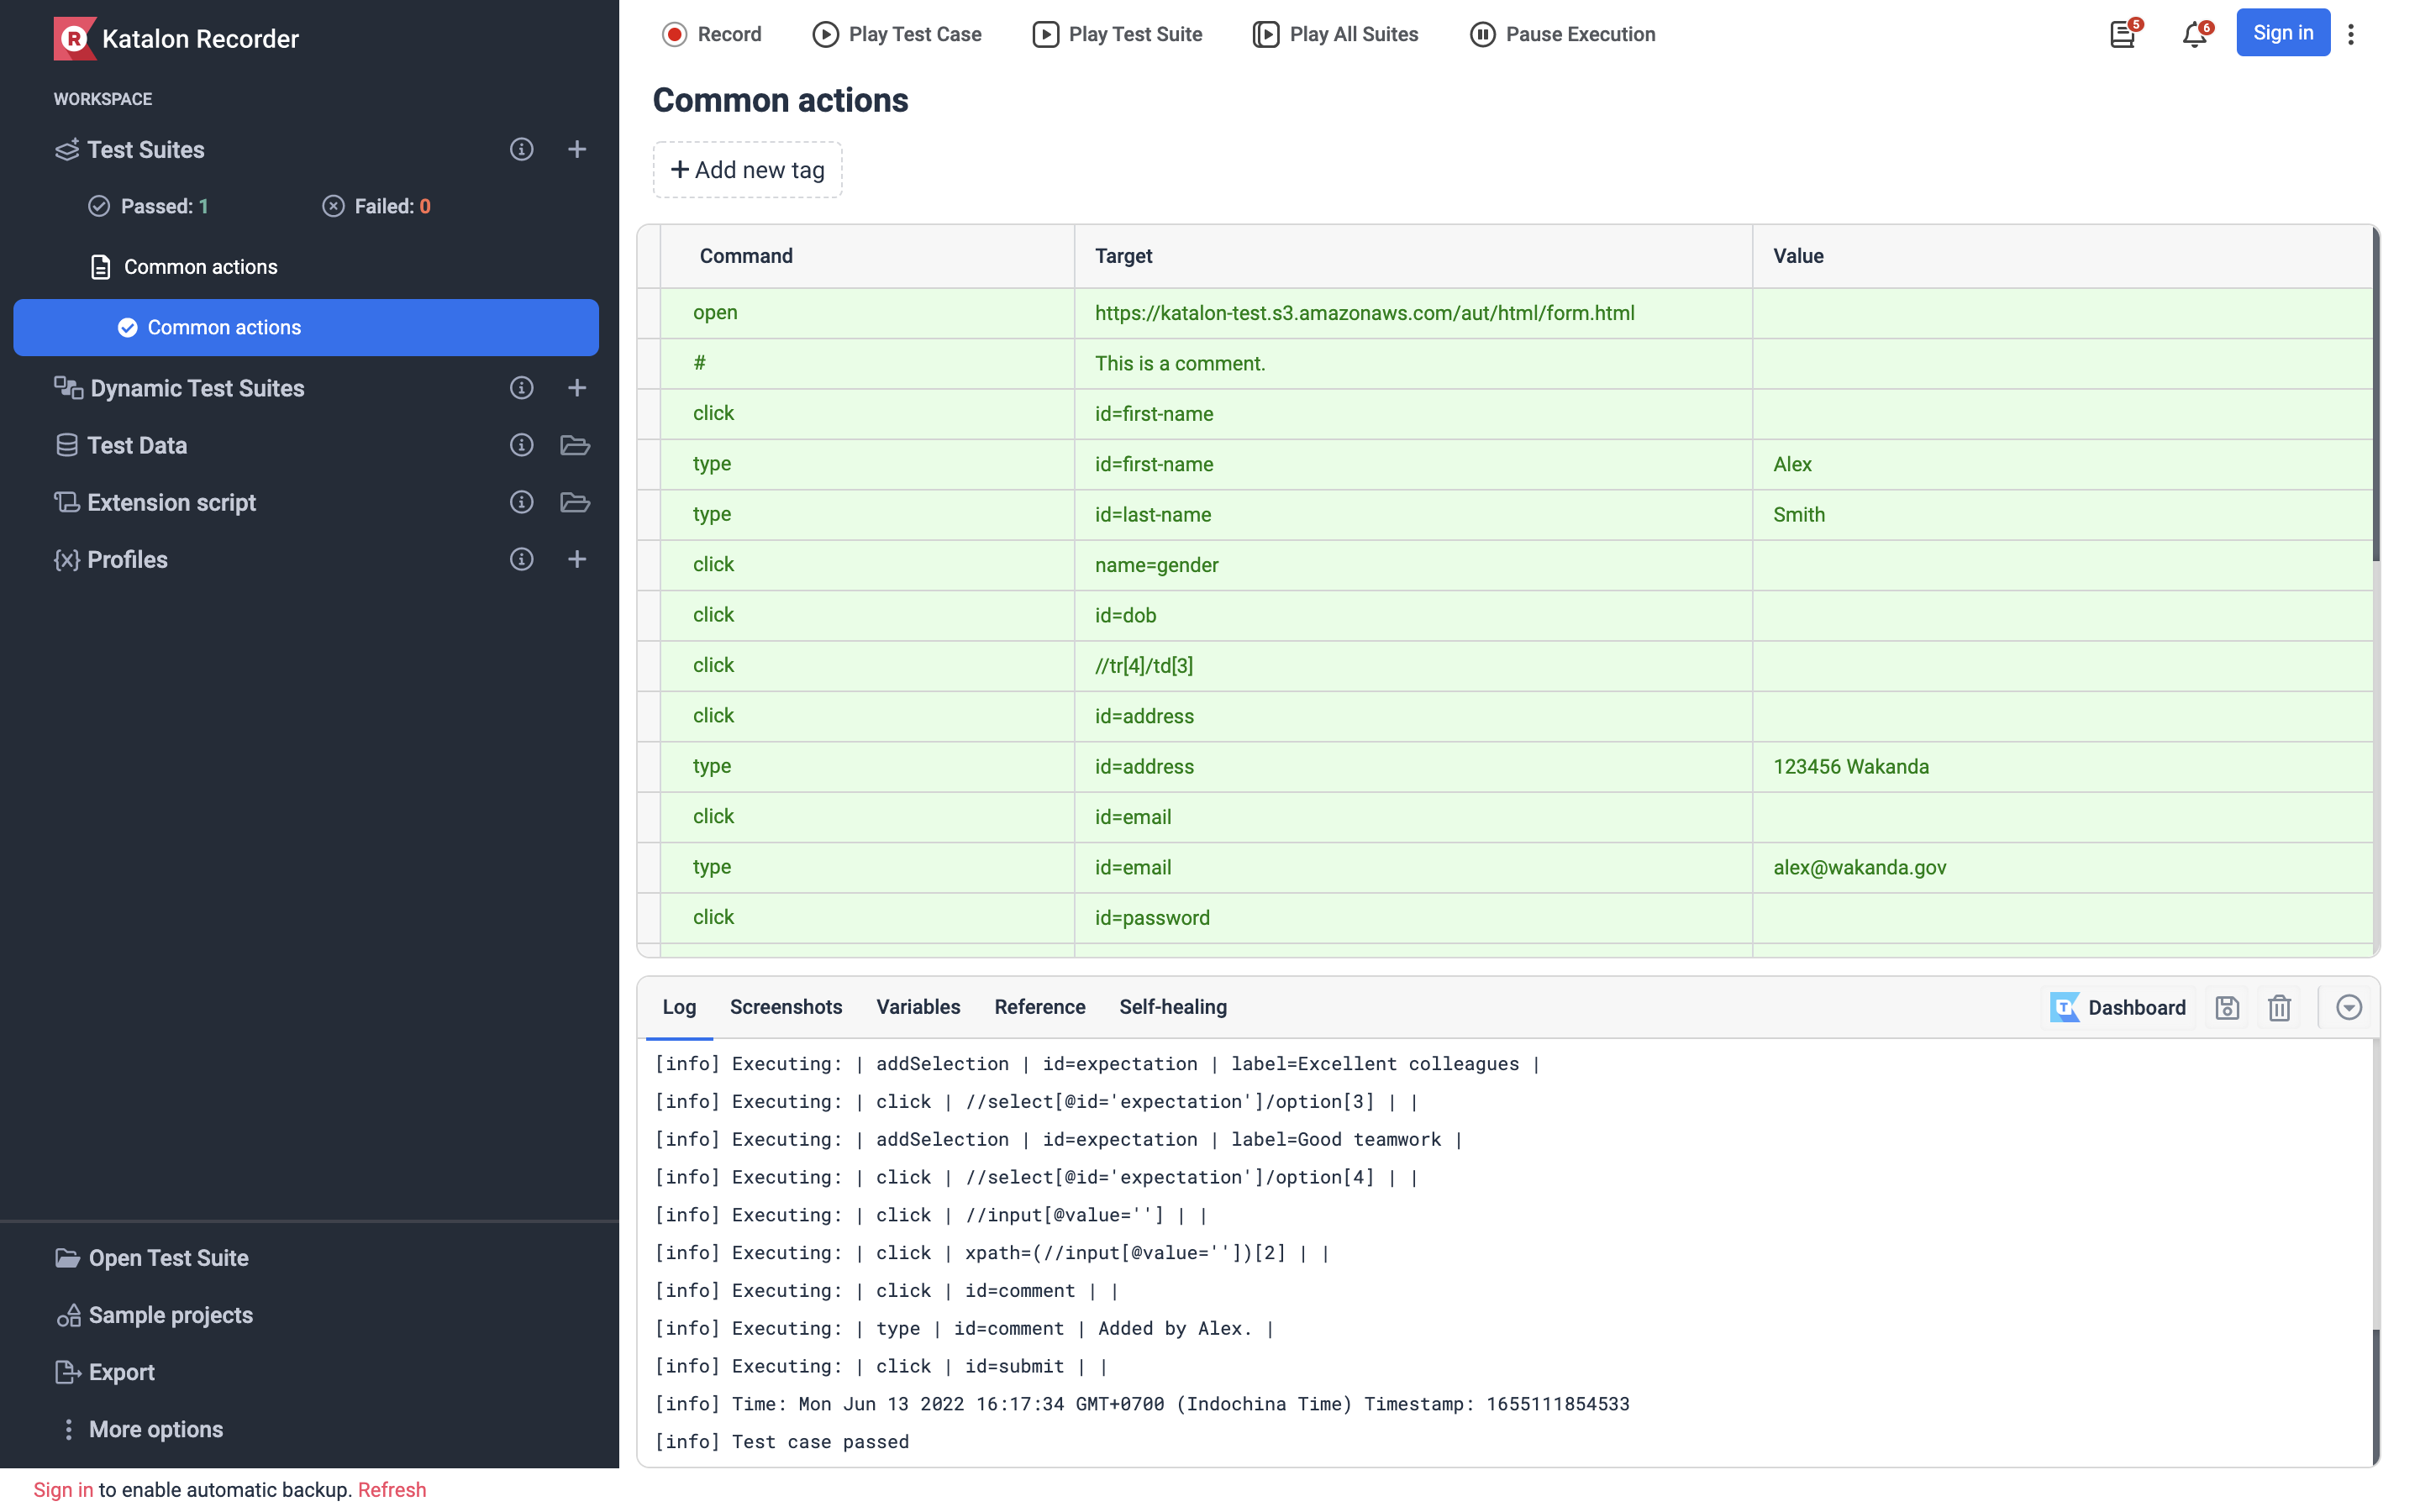 R Katalon Recorder
WORKSPACE
Test Suites
Passed: 1 Failed: 0
Common actions
Common actions
Dynamic Test Suites
Test Data
Extension script
{x} Profiles
Open Test Suite
Sample projects
Export
More options
Sign in to enable automatic backup. Refresh
Record Play Test Case Play Test Suite Play All Suites Pause Execution 5 6 Sign in
Common actions
+ Add new tag
Command Target Value
open https://katalon-test.s3.amazonaws.com/aut/html/form.html
# This is a comment.
click id=first-name
type id=first-name Alex
type id=last-name Smith
click name=gender
click id=dob
click //tr[4]/td[3]
click id=address
type id=address 123456 Wakanda
click id=email
type id=email alex@wakanda.gov
click id=password
Log Screenshots Variables Reference Self-healing T Dashboard
[info] Executing: | addSelection | id=expectation | label=Excellent colleagues |
[info] Executing: | click | //select[@id='expectation']/option[3] | |
[info] Executing: | addSelection | id=expectation | label=Good teamwork |
[info] Executing: | click | //select[@id='expectation']/option[4] | |
[info] Executing: | click | //input[@value=''] | |
[info] Executing: | click | xpath=(//input[@value=''])[2] | |
[info] Executing: | click | id=comment | |
[info] Executing: | type | id=comment | Added by Alex. |
[info] Executing: | click | id=submit | |
[info] Time: Mon Jun 13 2022 16:17:34 GMT+0700 (Indochina Time) Timestamp: 1655111854533
[info] Test case passed